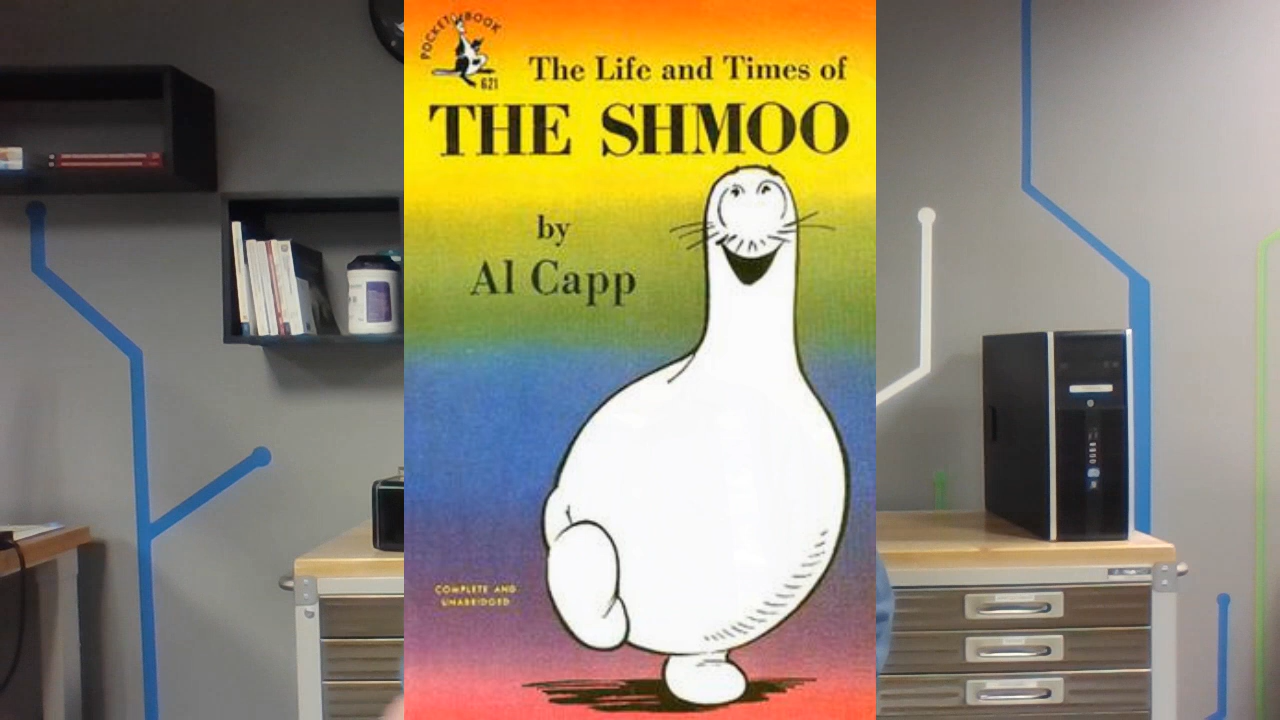 POCKET BOOK
621
The Life and Times of
THE SHMOO
by
Al Capp
COMPLETE AND
UNABRIDGED